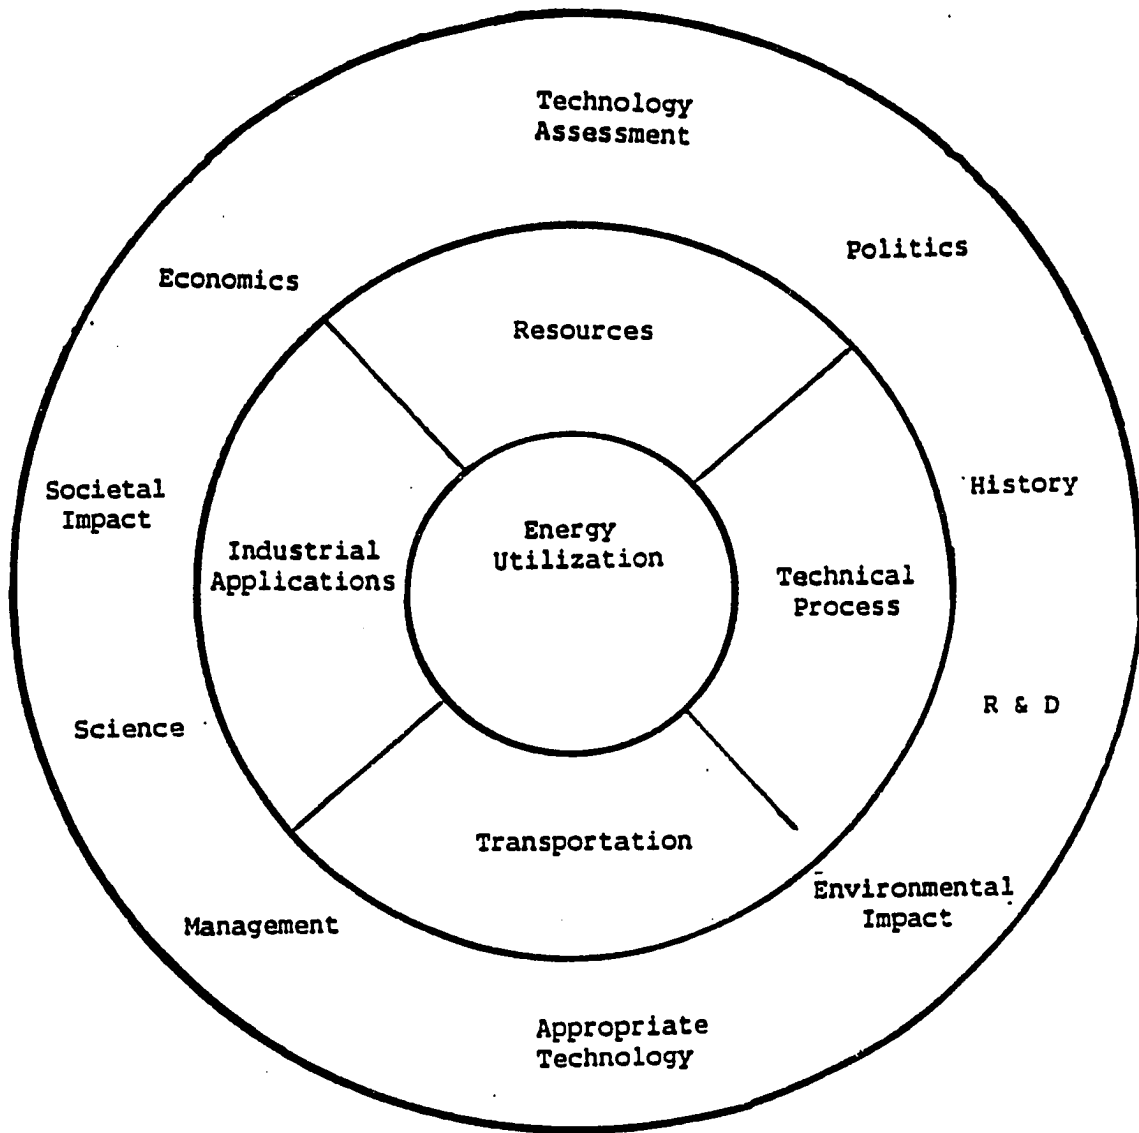 Technology
Assessment
Politics
Economics
Resources
History
Societal
Impact
Energy
Utilization
Industrial
Applications
Technical
Process
R & D
Science
Transportation
Environmental
Impact
Management
Appropriate
Technology